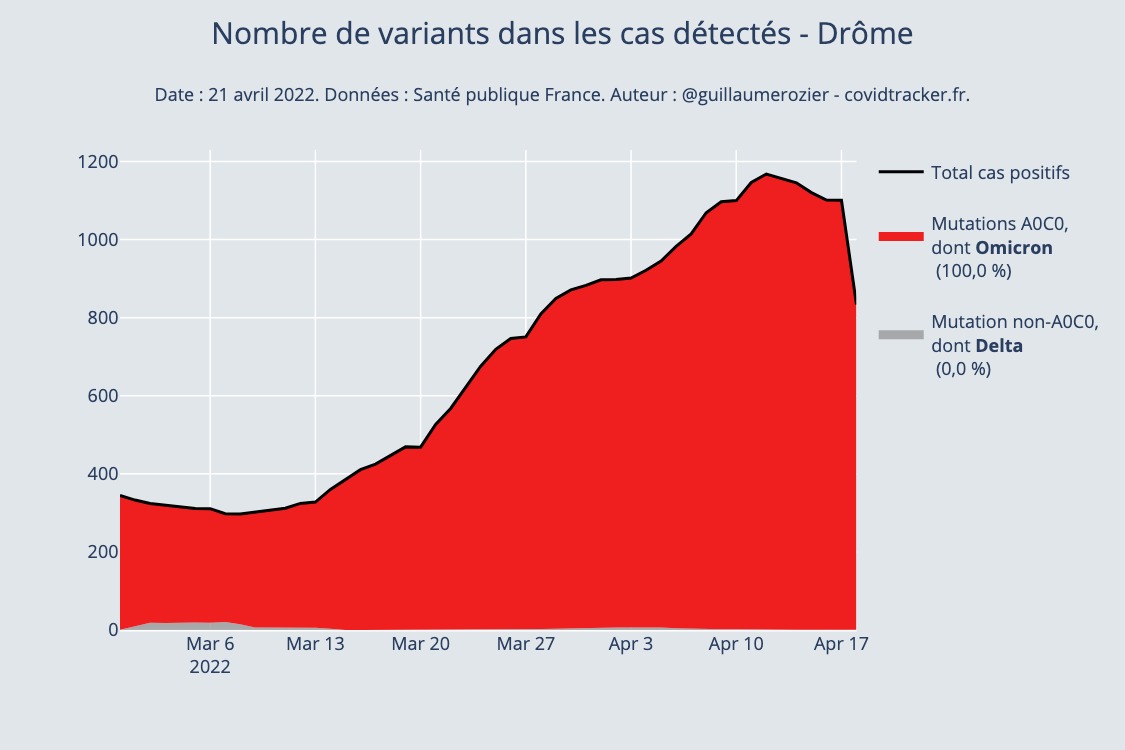 Nombre de variants dans les cas détectés - Drôme
Date : 21 avril 2022. Données : Santé publique France. Auteur : @guillaumerozier - covidtracker.fr.
1200
1000
800
600
400
200
0
Mar 6
2022
Mar 13
Mar 20
Mar 27
Apr 3
Apr 10
Apr 17
Total cas positifs
Mutations A0C0,
dont Omicron
(100,0 %)
Mutation non-A0C0,
dont Delta
(0,0 %)